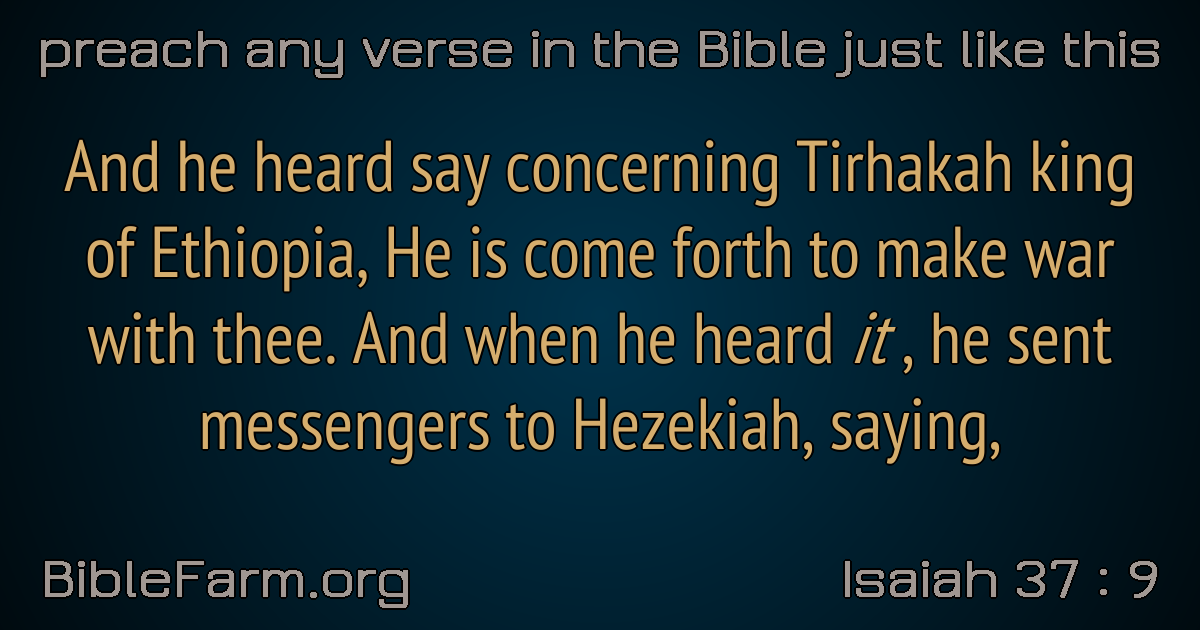 preach any verse in the Bible just like this
And he heard say concerning Tirhakah king
of Ethiopia, He is come forth to make war
with thee. And when he heard it , he sent
messengers to Hezekiah, saying,
BibleFarm.org
Isaiah 37 : 9